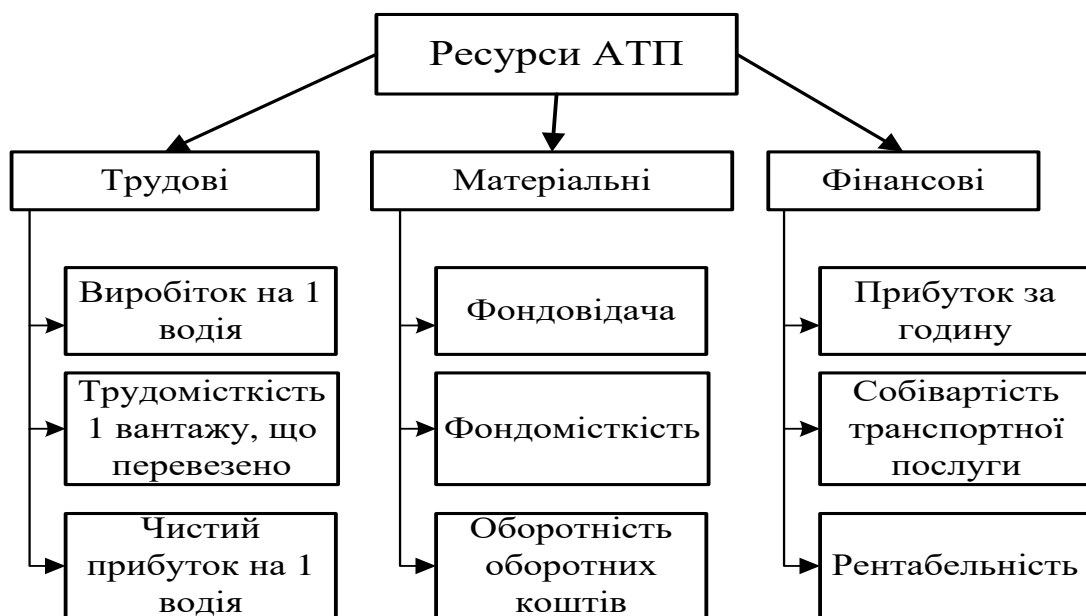 Ресурси АТП
Трудові
Матеріальні
Фінансові
Виробіток на 1
водія
Фондовідача
Прибуток за
годину
Трудомісткість
1 вантажу, що
перевезено
Фондомісткість
Собівартість
транспортної
послуги
Чистий
прибуток на 1
водія
Оборотність
оборотних
коштів
Рентабельність